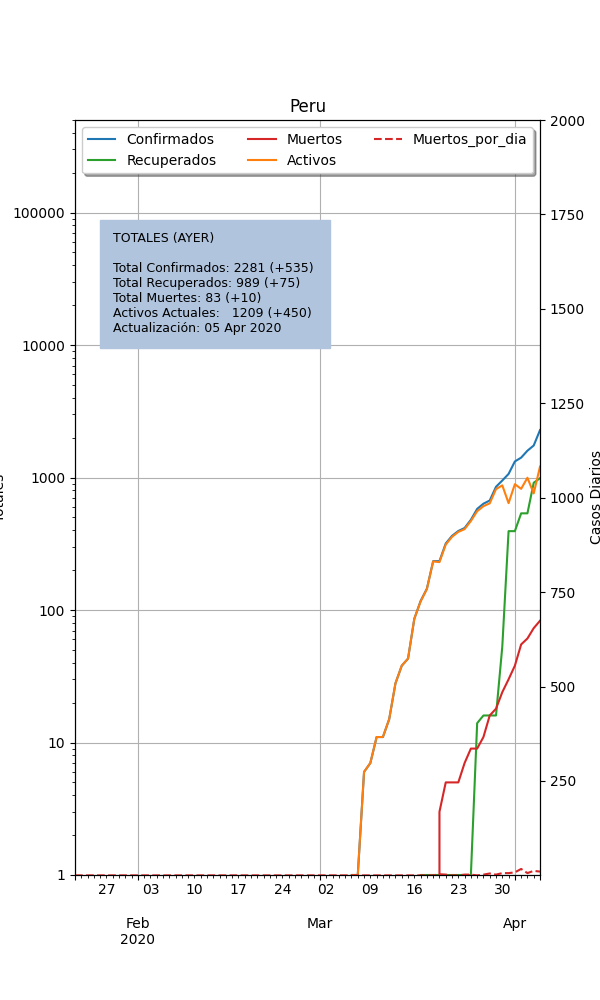 Peru
Confirmados
Recuperados
Muertos
Activos
Muertos_por_dia
TOTALES (AYER)
Total Confirmados: 2281 (+535)
Total Recuperados: 989 (+75)
Total Muertes: 83 (+10)
Activos Actuales: 1209 (+450)
Actualización: 05 Apr 2020
100000
10000
1000
100
10
1
2000
1750
1500
1250
1000
750
500
250
Casos Diarios
27 03 10 17 24 02 09 16 23 30
Feb Mar Apr
2020